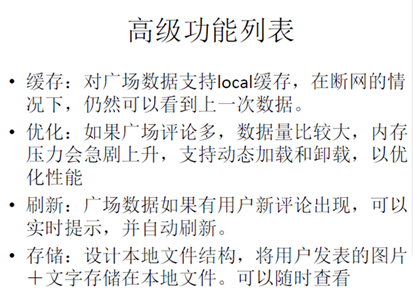 高级功能列表
• 缓存：对广场数据支持local缓存，在断网的情
况下，仍然可以看到上一次数据。
• 优化：如果广场评论多，数据量比较大，内存
压力会急剧上升，支持动态加载和卸载，以优
化性能
• 刷新：广场数据如果有用户新评论出现，可以
实时提示，并自动刷新。
• 存储：设计本地文件结构，将用户发表的图片
＋文字存储在本地文件。可以随时查看